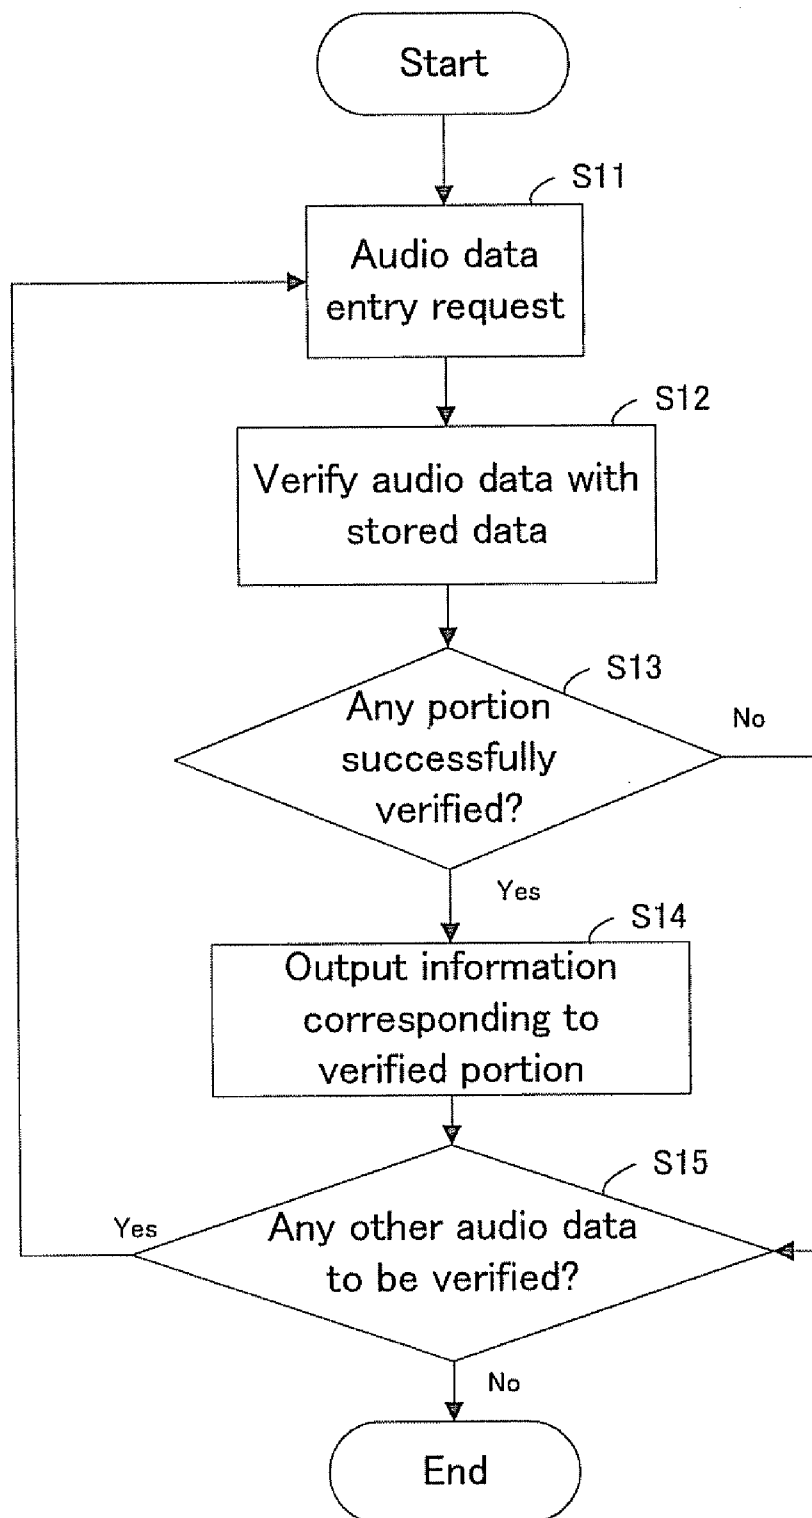 Start
S11
Audio data
entry request
S12
Verify audio data with
stored data
S13
Any portion
successfully
verified?
No
Yes
S14
Output information
corresponding to
verified portion
S15
Yes
Any other audio data
to be verified?
No
End